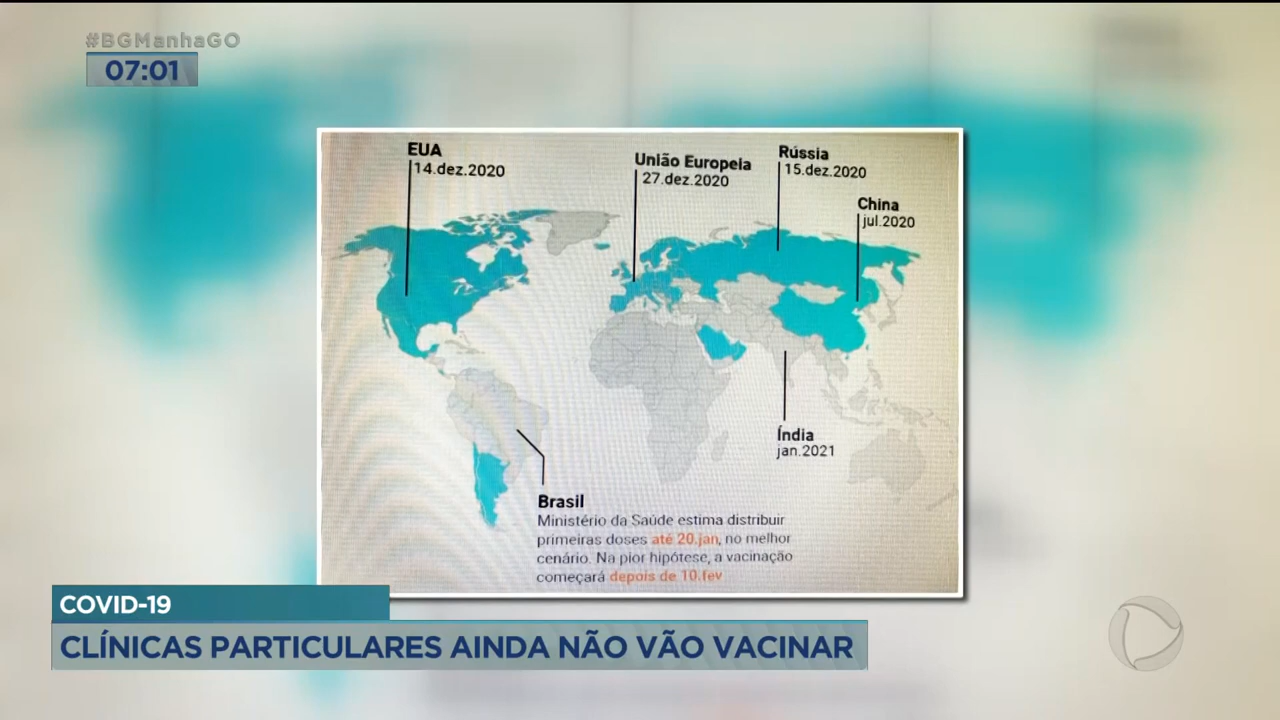 #BGManhaGO
07:01
EUA
14.dez.2020
União Europeia
27.dez.2020
Rússia
15.dez.2020
China
jul.2020
Índia
jan.2021
Brasil
Ministério da Saúde estima distribuir
primeiras doses até 20.jan, no melhor
cenário. Na pior hipótese, a vacinação
começará depois de 10.fev
COVID-19
CLÍNICAS PARTICULARES AINDA NÃO VÃO VACINAR